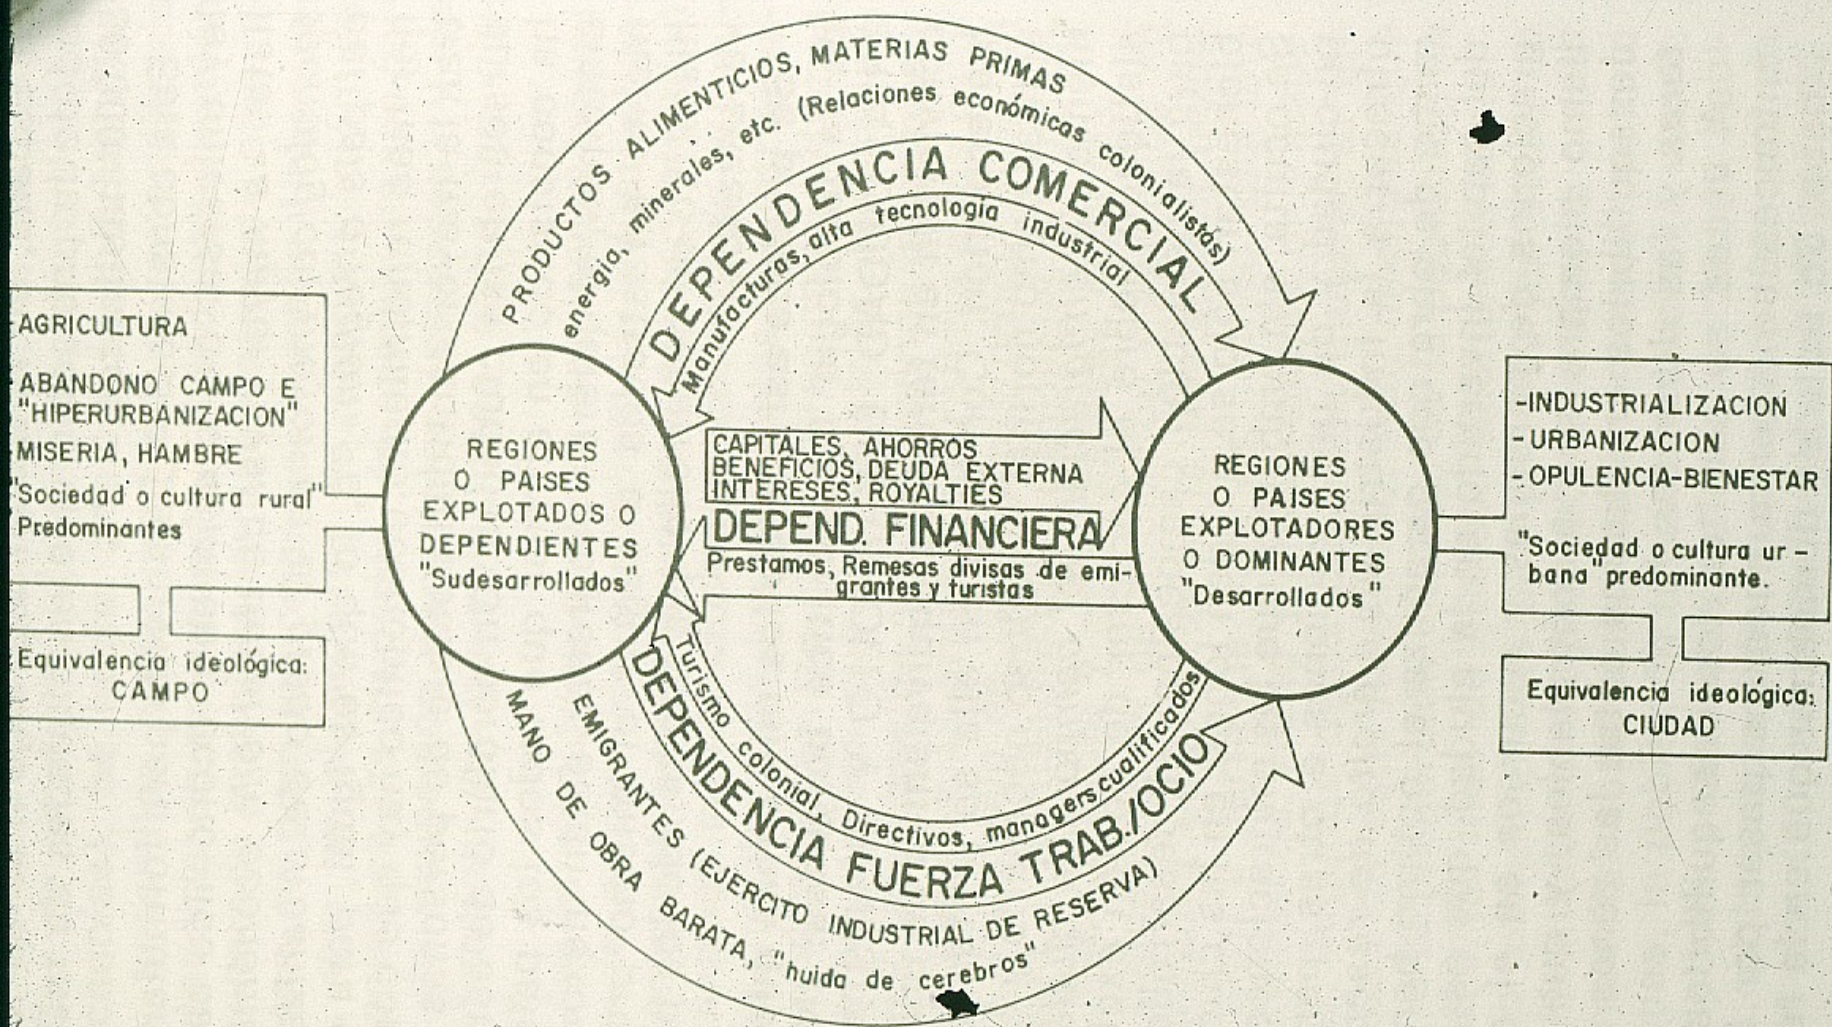 PRODUCTOS ALIMENTICIOS, MATERIAS PRIMAS
energia, minerales, etc. (Relaciones económicas colonialistas)
DEPENDENCIA COMERCIAL
Manufacturas, alta tecnología industrial
AGRICULTURA
ABANDONO CAMPO E
"HIPERURBANIZACION"
MISERIA, HAMBRE
"Sociedad o cultura rural"
Predominantes
Equivalencia ideológica:
CAMPO
REGIONES
O PAISES
EXPLOTADOS O
DEPENDIENTES
"Sudesarrollados"
CAPITALES, AHORROS
BENEFICIOS, DEUDA EXTERNA
INTERESES, ROYALTIES
DEPEND. FINANCIERA
Prestamos, Remesas divisas de emi-
grantes y turistas
REGIONES
O PAISES
EXPLOTADORES
O DOMINANTES
"Desarrollados"
-INDUSTRIALIZACION
-URBANIZACION
-OPULENCIA-BIENESTAR
"Sociedad o cultura ur-
bana" predominante.
Equivalencia ideológica:
CIUDAD
Turismo colonial, Directivos, managers cualificados
DEPENDENCIA FUERZA TRAB./OCIO
EMIGRANTES (EJERCITO INDUSTRIAL DE RESERVA)
MANO DE OBRA BARATA, "huida de cerebros"